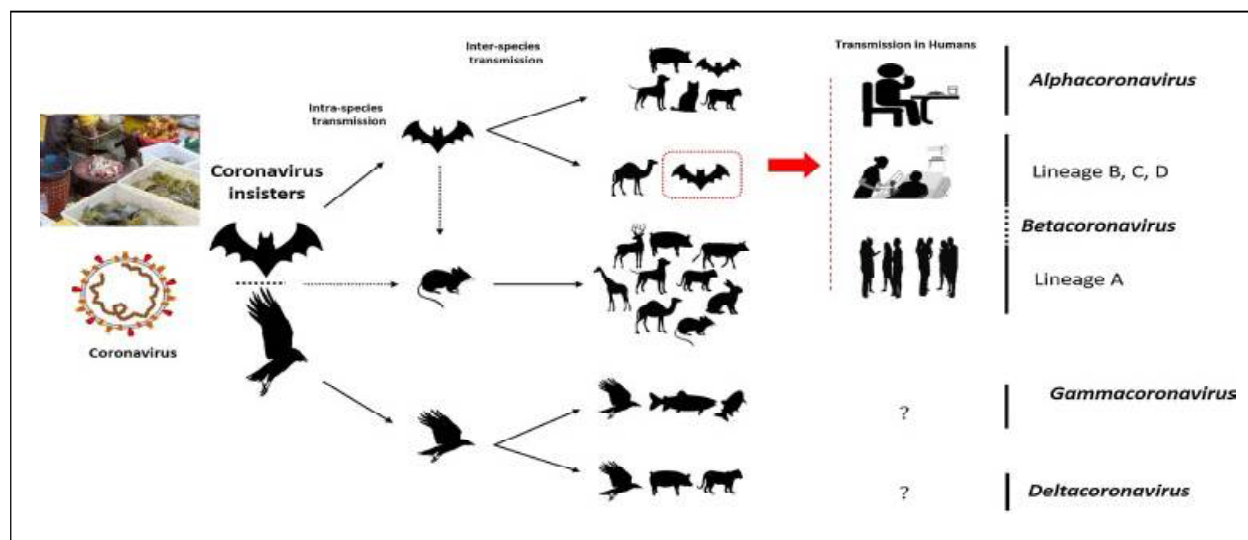 Inter-species
transmission
Transmission in Humans
Alphacoronavirus
Intra-species
transmission
Coronavirus
insisters
Lineage B, C, D
Betacoronavirus
Lineage A
Coronavirus
Gammacoronavirus
?
Deltacoronavirus
?